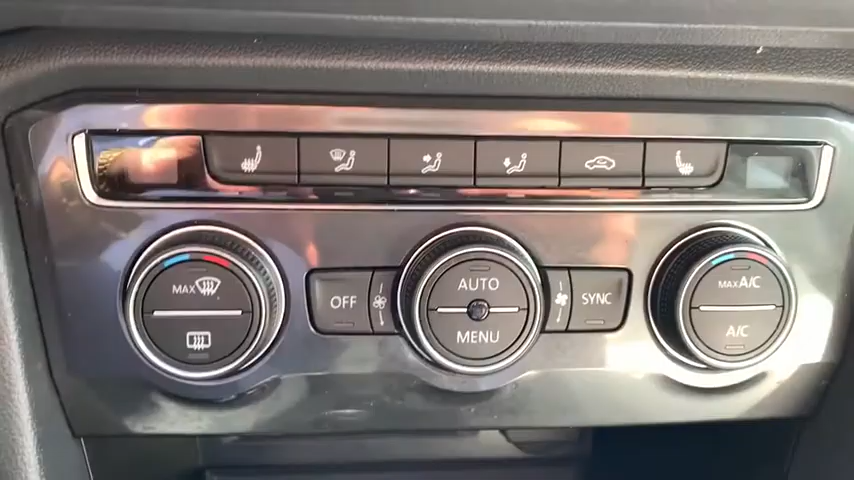 MAX
OFF
AUTO
MENU
SYNC
MAX A/C
A/C